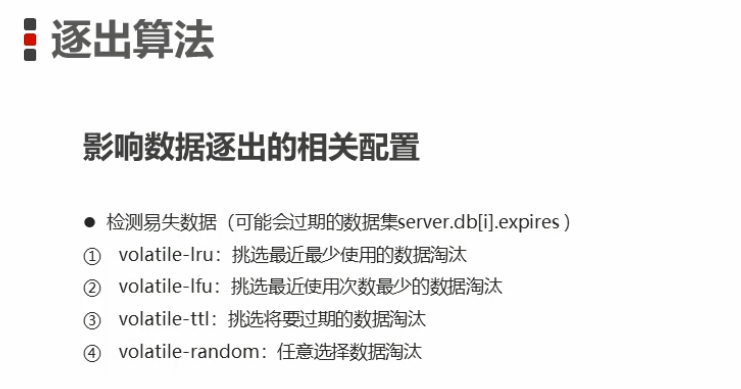 逐出算法
影响数据逐出的相关配置
● 检测易失数据（可能会过期的数据集server.db[i].expires ）
① volatile-lru：挑选最近最少使用的数据淘汰
② volatile-lfu：挑选最近使用次数最少的数据淘汰
③ volatile-ttl：挑选将要过期的数据淘汰
④ volatile-random：任意选择数据淘汰